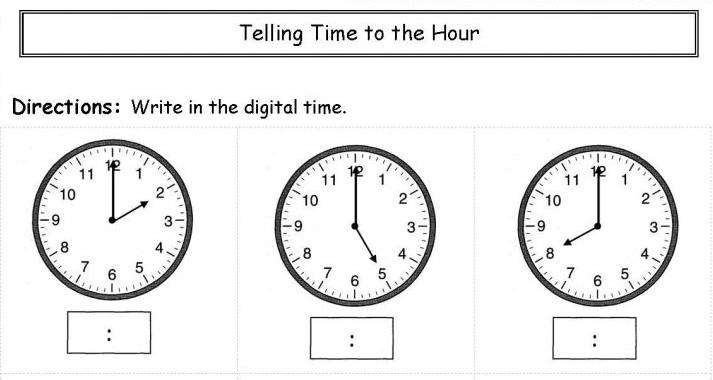 Telling Time to the Hour
Directions: Write in the digital time.
12 1 2 3 4 5 6 7 8 9 10 11
12 1 2 3 4 5 6 7 8 9 10 11
12 1 2 3 4 5 6 7 8 9 10 11
: : :